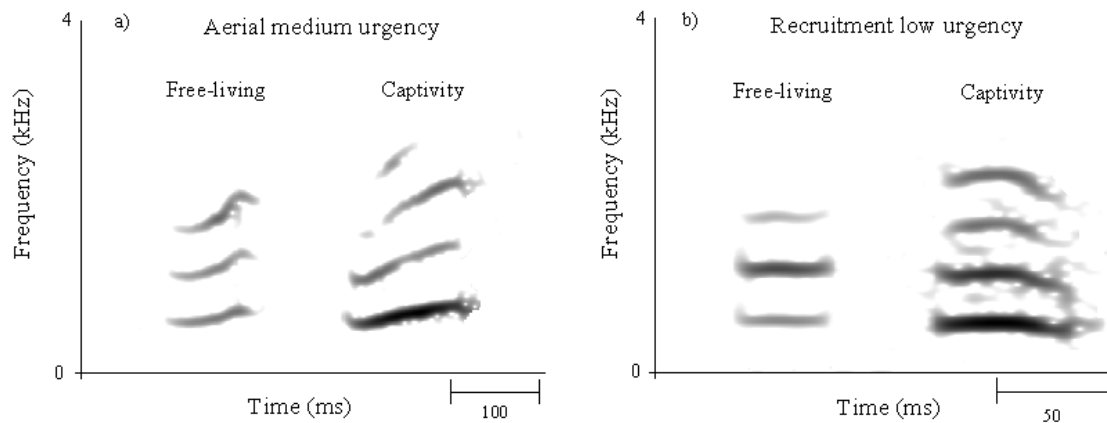 4
a)
Aerial medium urgency
Free-living
Captivity
Frequency (kHz)
0
Time (ms)
100
4
b)
Recruitment low urgency
Free-living
Captivity
Frequency (kHz)
0
Time (ms)
50